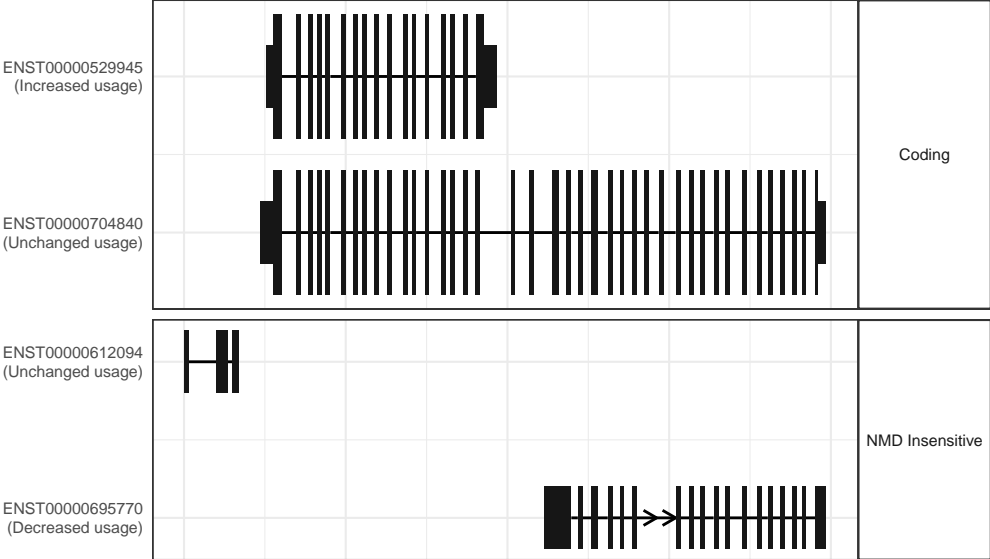 ENST00000529945
(Increased usage)
Coding
ENST00000704840
(Unchanged usage)
ENST00000612094
(Unchanged usage)
NMD Insensitive
ENST00000695770
(Decreased usage)